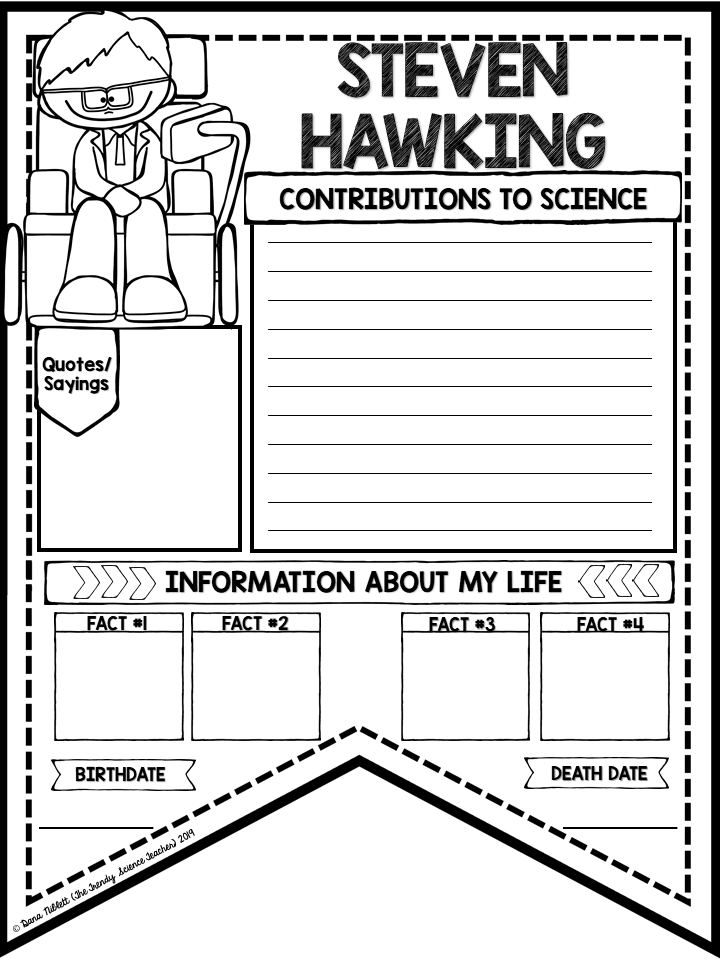 STEVEN
HAWKING
CONTRIBUTIONS TO SCIENCE
Quotes/
Sayings
INFORMATION ABOUT MY LIFE
FACT #1
FACT #2
FACT #3
FACT #4
BIRTHDATE
DEATH DATE
© Dana Niblett (The Trendy Science Teacher) 2019